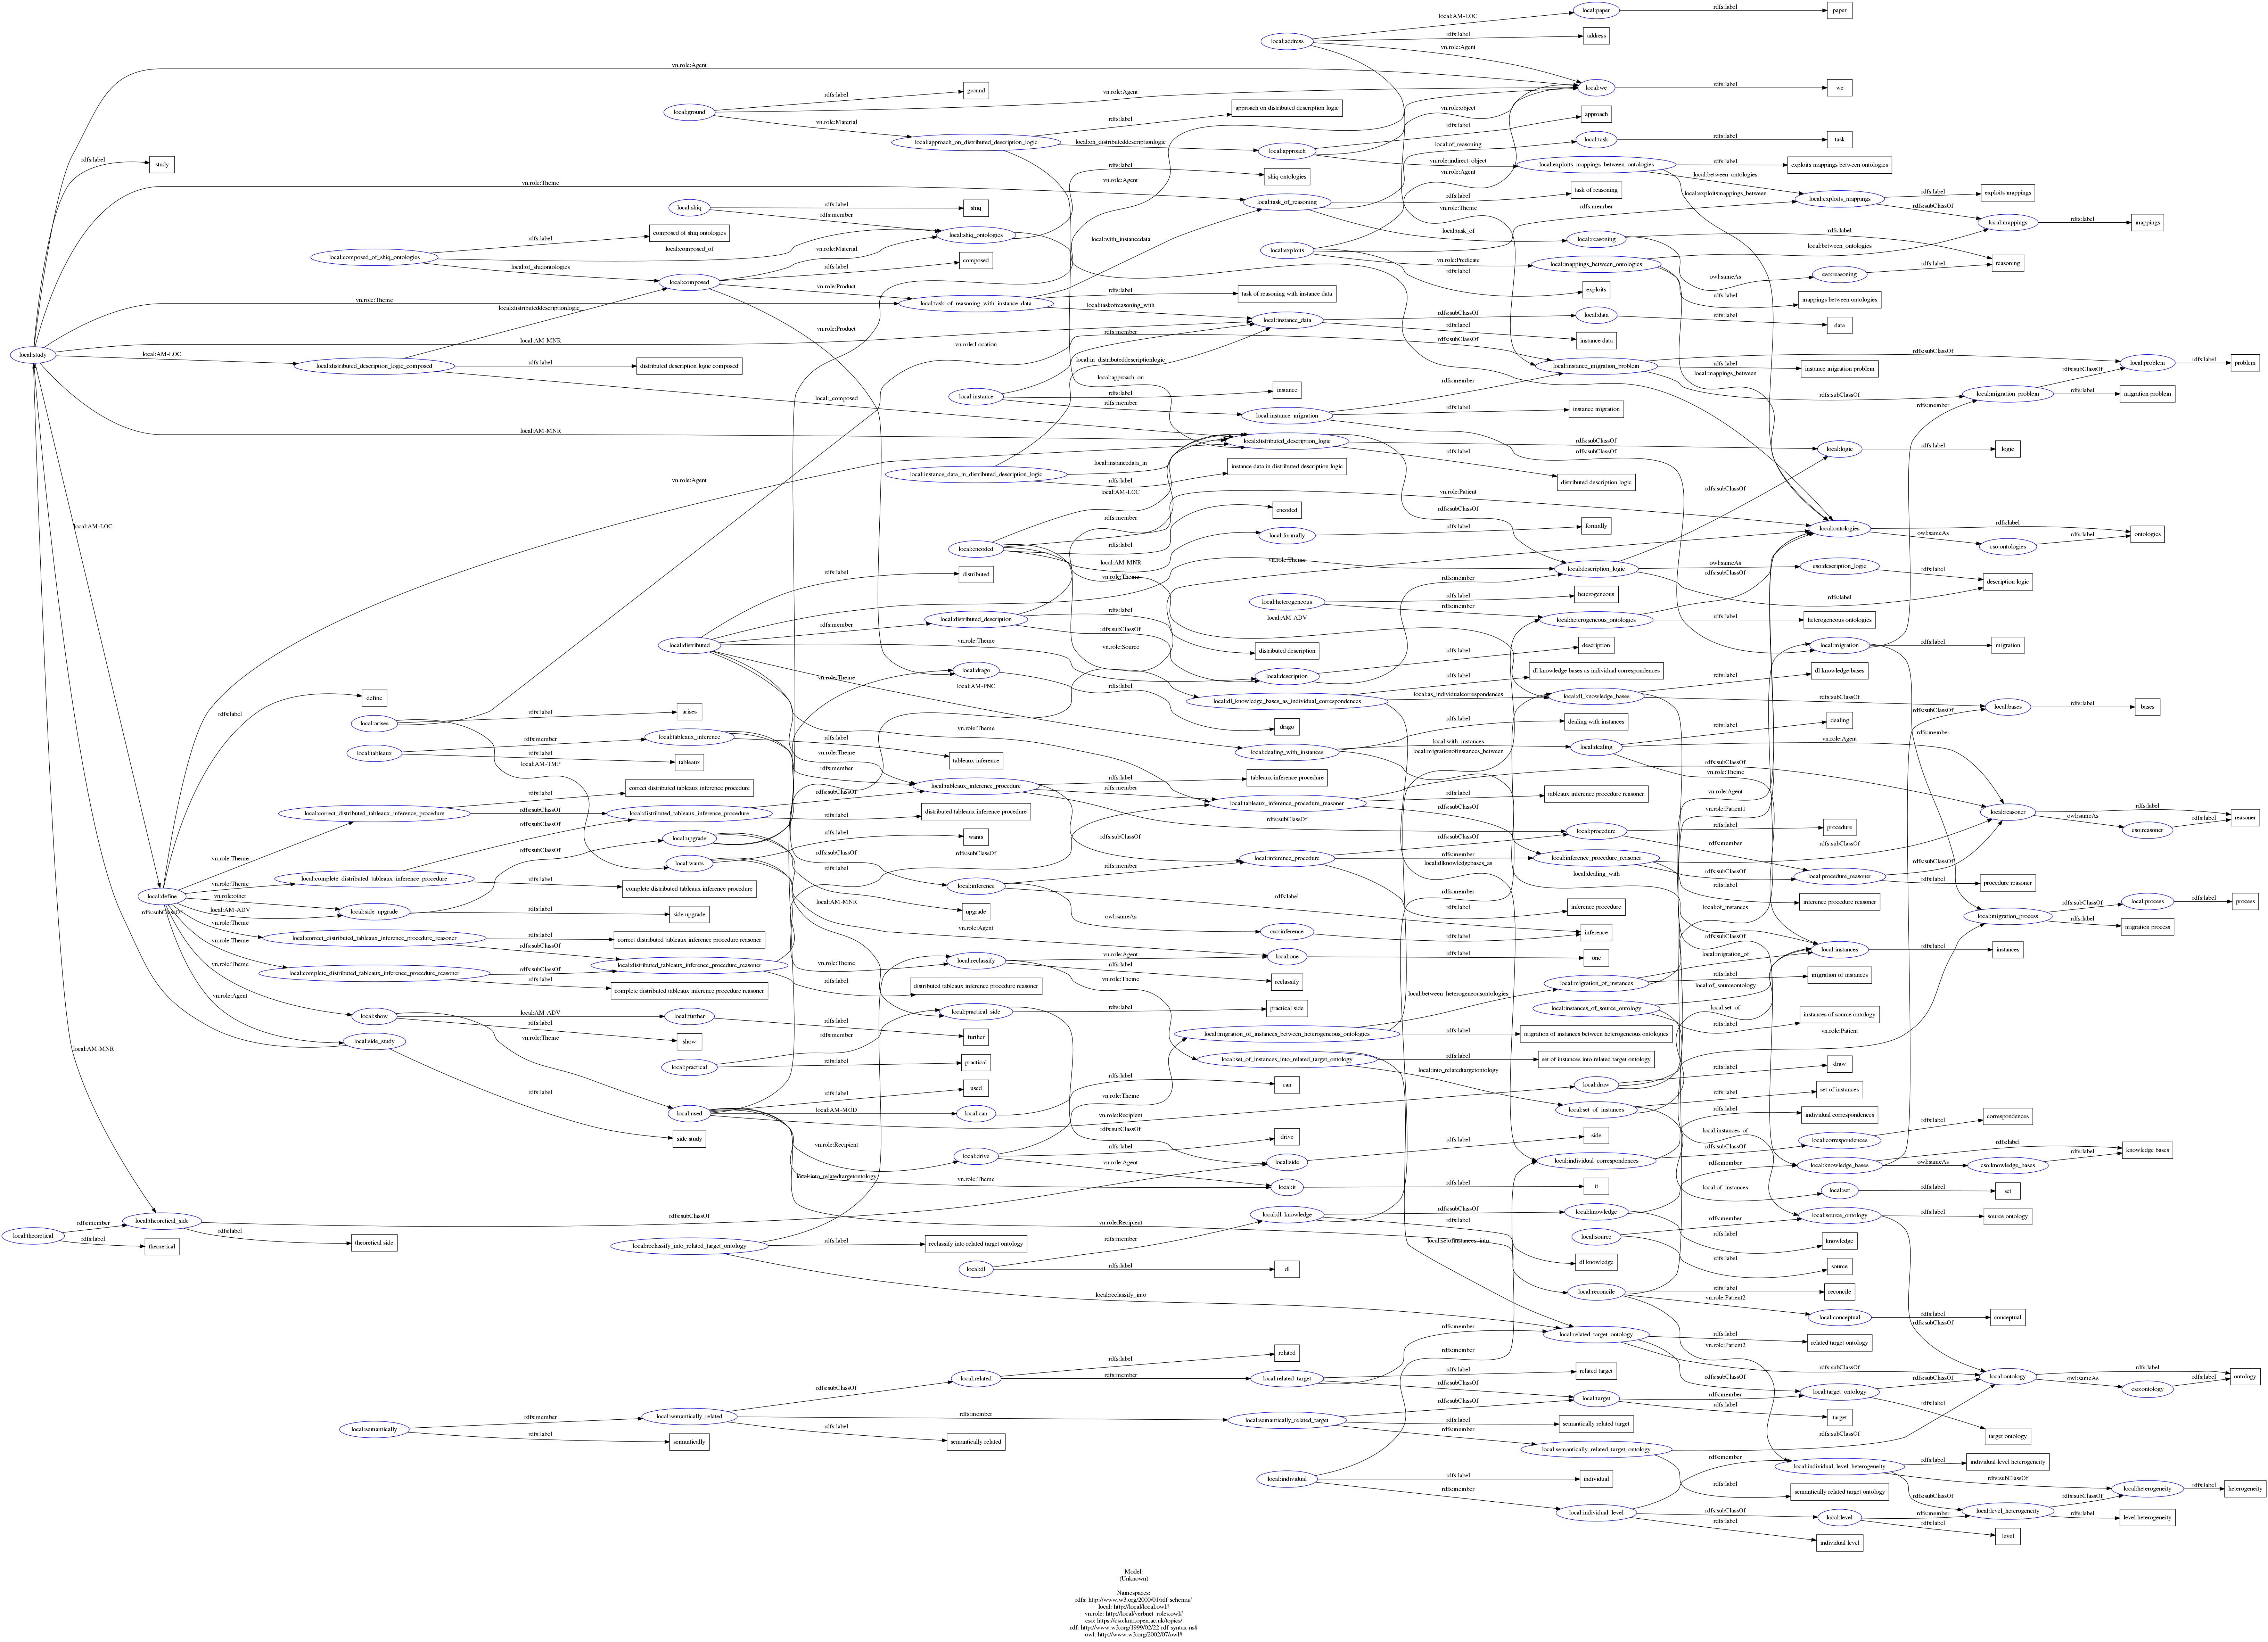 local:AM-LOC
local:paper
rdfs:label
paper
local:address
rdfs:label
address
vn.role:Agent
vn.role:Agent
local:we
rdfs:label
we
local:ground
rdfs:label
ground
vn.role:Agent
vn.role:Material
local:approach_on_distributed_description_logic
rdfs:label
approach on distributed description logic
local:on_distributeddescriptionlogic
local:approach
vn.role:object
rdfs:label
approach
vn.role:indirect_object
local:of_reasoning
local:task
rdfs:label
task
rdfs:label
study
local:exploits_mappings_between_ontologies
rdfs:label
exploits mappings between ontologies
rdfs:label
shiq ontologies
vn.role:Agent
vn.role:Agent
vn.role:Theme
local:between_ontologies
local:exploitsmappings_between
local:exploits_mappings
rdfs:label
exploits mappings
local:task_of_reasoning
rdfs:label
task of reasoning
vn.role:Theme
rdfs:member
rdfs:subClassOf
local:shiq
rdfs:label
shiq
rdfs:member
local:mappings
rdfs:label
mappings
local:composed_of_shiq_ontologies
rdfs:label
composed of shiq ontologies
local:composed_of
vn.role:Material
local:shiq_ontologies
local:with_instancedata
local:task_of
local:reasoning
rdfs:label
local:between_ontologies
local:exploits
vn.role:Predicate
rdfs:label
exploits
local:mappings_between_ontologies
reasoning
owl:sameAs
cso:reasoning
rdfs:label
local:of_shiqontologies
local:composed
rdfs:label
composed
vn.role:Product
rdfs:label
task of reasoning with instance data
rdfs:label
mappings between ontologies
vn.role:Theme
local:task_of_reasoning_with_instance_data
local:taskofreasoning_with
local:distributeddescriptionlogic
local:instance_data
rdfs:subClassOf
local:data
rdfs:label
data
rdfs:label
instance data
vn.role:Product
rdfs:member
rdfs:subClassOf
local:AM-MNR
vn.role:Location
local:study
local:AM-LOC
local:distributed_description_logic_composed
rdfs:label
distributed description logic composed
local:in_distributeddescriptionlogic
local:instance_migration_problem
rdfs:subClassOf
rdfs:label
instance migration problem
local:problem
rdfs:label
problem
local:mappings_between
local:approach_on
rdfs:member
rdfs:subClassOf
rdfs:subClassOf
local:_composed
local:instance
rdfs:label
instance
rdfs:member
local:instance_migration
rdfs:label
instance migration
local:migration_problem
rdfs:label
migration problem
rdfs:member
local:AM-MNR
local:distributed_description_logic
rdfs:subClassOf
local:logic
rdfs:label
logic
rdfs:subClassOf
rdfs:label
distributed description logic
local:instance_data_in_distributed_description_logic
local:instancedata_in
rdfs:label
instance data in distributed description logic
rdfs:subClassOf
vn.role:Agent
local:AM-LOC
vn.role:Patient
rdfs:subClassOf
rdfs:member
encoded
local:AM-LOC
local:encoded
rdfs:label
local:formally
rdfs:label
formally
local:AM-MNR
local:ontologies
rdfs:label
ontologies
owl:sameAs
cso:ontologies
rdfs:label
vn.role:Theme
vn.role:Theme
local:description_logic
owl:sameAs
cso:description_logic
rdfs:label
description logic
rdfs:subClassOf
rdfs:label
rdfs:member
rdfs:label
distributed
local:heterogeneous
rdfs:label
heterogeneous
rdfs:member
local:AM-ADV
local:heterogeneous_ontologies
rdfs:label
heterogeneous ontologies
rdfs:member
local:distributed_description
rdfs:label
rdfs:subClassOf
local:distributed
vn.role:Theme
vn.role:Source
distributed description
rdfs:label
description
local:migration
rdfs:label
migration
local:description
rdfs:label
dl knowledge bases as individual correspondences
rdfs:label
dl knowledge bases
local:drago
vn.role:Theme
local:AM-PNC
rdfs:label
define
local:dl_knowledge_bases_as_individual_correspondences
local:as_individualcorrespondences
local:dl_knowledge_bases
rdfs:subClassOf
local:bases
rdfs:label
bases
rdfs:subClassOf
rdfs:label
local:arises
rdfs:label
arises
drago
rdfs:label
dealing with instances
rdfs:label
dealing
rdfs:member
local:tableaux
rdfs:member
local:tableaux_inference
rdfs:label
tableaux inference
vn.role:Theme
local:dealing_with_instances
local:with_instances
local:migrationofinstances_between
local:dealing
vn.role:Agent
rdfs:label
tableaux
local:AM-TMP
vn.role:Theme
rdfs:member
rdfs:subClassOf
vn.role:Theme
rdfs:label
correct distributed tableaux inference procedure
rdfs:label
tableaux inference procedure
local:tableaux_inference_procedure
rdfs:member
local:tableaux_inference_procedure_reasoner
rdfs:label
tableaux inference procedure reasoner
vn.role:Agent
local:correct_distributed_tableaux_inference_procedure
rdfs:subClassOf
local:distributed_tableaux_inference_procedure
rdfs:subClassOf
rdfs:label
distributed tableaux inference procedure
rdfs:subClassOf
vn.role:Patient1
local:reasoner
rdfs:label
reasoner
owl:sameAs
cso:reasoner
rdfs:label
local:upgrade
rdfs:label
wants
rdfs:subClassOf
rdfs:subClassOf
rdfs:subClassOf
local:procedure
rdfs:label
procedure
rdfs:member
rdfs:subClassOf
rdfs:subClassOf
vn.role:Theme
local:wants
rdfs:subClassOf
rdfs:subClassOf
rdfs:label
local:inference_procedure
rdfs:member
local:dlknowledgebases_as
local:inference_procedure_reasoner
rdfs:subClassOf
rdfs:subClassOf
local:dealing_with
vn.role:Theme
local:complete_distributed_tableaux_inference_procedure
rdfs:label
complete distributed tableaux inference procedure
local:inference
rdfs:member
rdfs:label
local:procedure_reasoner
rdfs:label
procedure reasoner
local:define
vn.role:other
rdfs:member
rdfs:label
local:AM-ADV
local:side_upgrade
rdfs:label
side upgrade
local:AM-MNR
upgrade
owl:sameAs
rdfs:label
inference procedure
rdfs:label
inference procedure reasoner
local:of_instances
rdfs:subClassOf
local:process
rdfs:label
process
local:migration_process
rdfs:label
migration process
rdfs:subClassOf
vn.role:Theme
vn.role:Agent
cso:inference
rdfs:label
inference
local:correct_distributed_tableaux_inference_procedure_reasoner
rdfs:label
correct distributed tableaux inference procedure reasoner
rdfs:subClassOf
rdfs:subClassOf
local:migration_of
local:instances
rdfs:label
instances
vn.role:Theme
local:reclassify
vn.role:Agent
local:one
rdfs:label
one
vn.role:Theme
local:complete_distributed_tableaux_inference_procedure_reasoner
rdfs:subClassOf
local:distributed_tableaux_inference_procedure_reasoner
rdfs:label
complete distributed tableaux inference procedure reasoner
rdfs:label
distributed tableaux inference procedure reasoner
rdfs:label
reclassify
vn.role:Theme
vn.role:Theme
local:migration_of_instances
rdfs:label
migration of instances
local:of_sourceontology
vn.role:Agent
local:between_heterogeneousontologies
rdfs:label
practical side
local:instances_of_source_ontology
local:set_of
rdfs:label
instances of source ontology
local:show
local:AM-ADV
local:further
local:practical_side
rdfs:label
show
vn.role:Theme
rdfs:label
further
rdfs:member
local:migration_of_instances_between_heterogeneous_ontologies
rdfs:label
migration of instances between heterogeneous ontologies
vn.role:Patient
local:side_study
local:AM-MNR
rdfs:label
local:practical
rdfs:label
practical
local:set_of_instances_into_related_target_ontology
rdfs:label
set of instances into related target ontology
local:into_relatedtargetontology
rdfs:label
draw
rdfs:label
used
rdfs:label
can
local:draw
rdfs:label
set of instances
vn.role:Theme
local:used
local:AM-MOD
local:can
vn.role:Recipient
local:set_of_instances
rdfs:label
individual correspondences
side study
rdfs:subClassOf
drive
rdfs:label
side
local:instances_of
rdfs:label
correspondences
vn.role:Recipient
local:drive
rdfs:label
vn.role:Agent
local:side
rdfs:subClassOf
local:correspondences
rdfs:label
knowledge bases
local:individual_correspondences
rdfs:member
local:knowledge_bases
owl:sameAs
cso:knowledge_bases
rdfs:label
local:into_relatedtargetontology
vn.role:Theme
local:it
rdfs:label
it
local:of_instances
local:set
rdfs:label
set
rdfs:subClassOf
local:theoretical
rdfs:member
local:theoretical_side
rdfs:label
theoretical
rdfs:label
theoretical side
vn.role:Recipient
local:dl_knowledge
rdfs:subClassOf
rdfs:label
local:knowledge
rdfs:member
local:source_ontology
rdfs:label
source ontology
local:reclassify_into_related_target_ontology
rdfs:label
reclassify into related target ontology
rdfs:member
local:setofinstances_into
local:source
rdfs:label
knowledge
local:dl
rdfs:label
dl
dl knowledge
rdfs:label
source
local:reclassify_into
local:reconcile
rdfs:label
reconcile
vn.role:Patient2
local:conceptual
rdfs:label
conceptual
rdfs:subClassOf
rdfs:member
local:related_target_ontology
rdfs:label
related target ontology
vn.role:Patient2
rdfs:member
rdfs:label
related
rdfs:subClassOf
rdfs:subClassOf
local:ontology
rdfs:label
ontology
owl:sameAs
cso:ontology
rdfs:label
rdfs:subClassOf
local:related
rdfs:member
local:related_target
rdfs:label
related target
rdfs:subClassOf
local:target
rdfs:member
local:target_ontology
rdfs:subClassOf
rdfs:label
rdfs:label
target
target ontology
local:semantically
rdfs:member
local:semantically_related
rdfs:member
rdfs:subClassOf
local:semantically_related_target
rdfs:label
semantically related target
rdfs:label
semantically
rdfs:label
semantically related
rdfs:member
local:semantically_related_target_ontology
rdfs:subClassOf
rdfs:label
semantically related target ontology
local:individual
rdfs:label
individual
rdfs:member
rdfs:member
local:individual_level_heterogeneity
rdfs:label
individual level heterogeneity
rdfs:subClassOf
rdfs:subClassOf
local:heterogeneity
rdfs:label
heterogeneity
local:individual_level
rdfs:subClassOf
rdfs:label
individual level
local:level
rdfs:member
rdfs:label
level
local:level_heterogeneity
rdfs:subClassOf
rdfs:label
level heterogeneity
Model:
(Unknown)
Namespaces:
rdfs: http://www.w3.org/2000/01/rdf-schema#
local: http://local/local.owl#
vn.role: http://local/verbnet_roles.owl#
cso: https://cso.kmi.open.ac.uk/topics/
rdf: http://www.w3.org/1999/02/22-rdf-syntax-ns#
owl: http://www.w3.org/2002/07/owl#